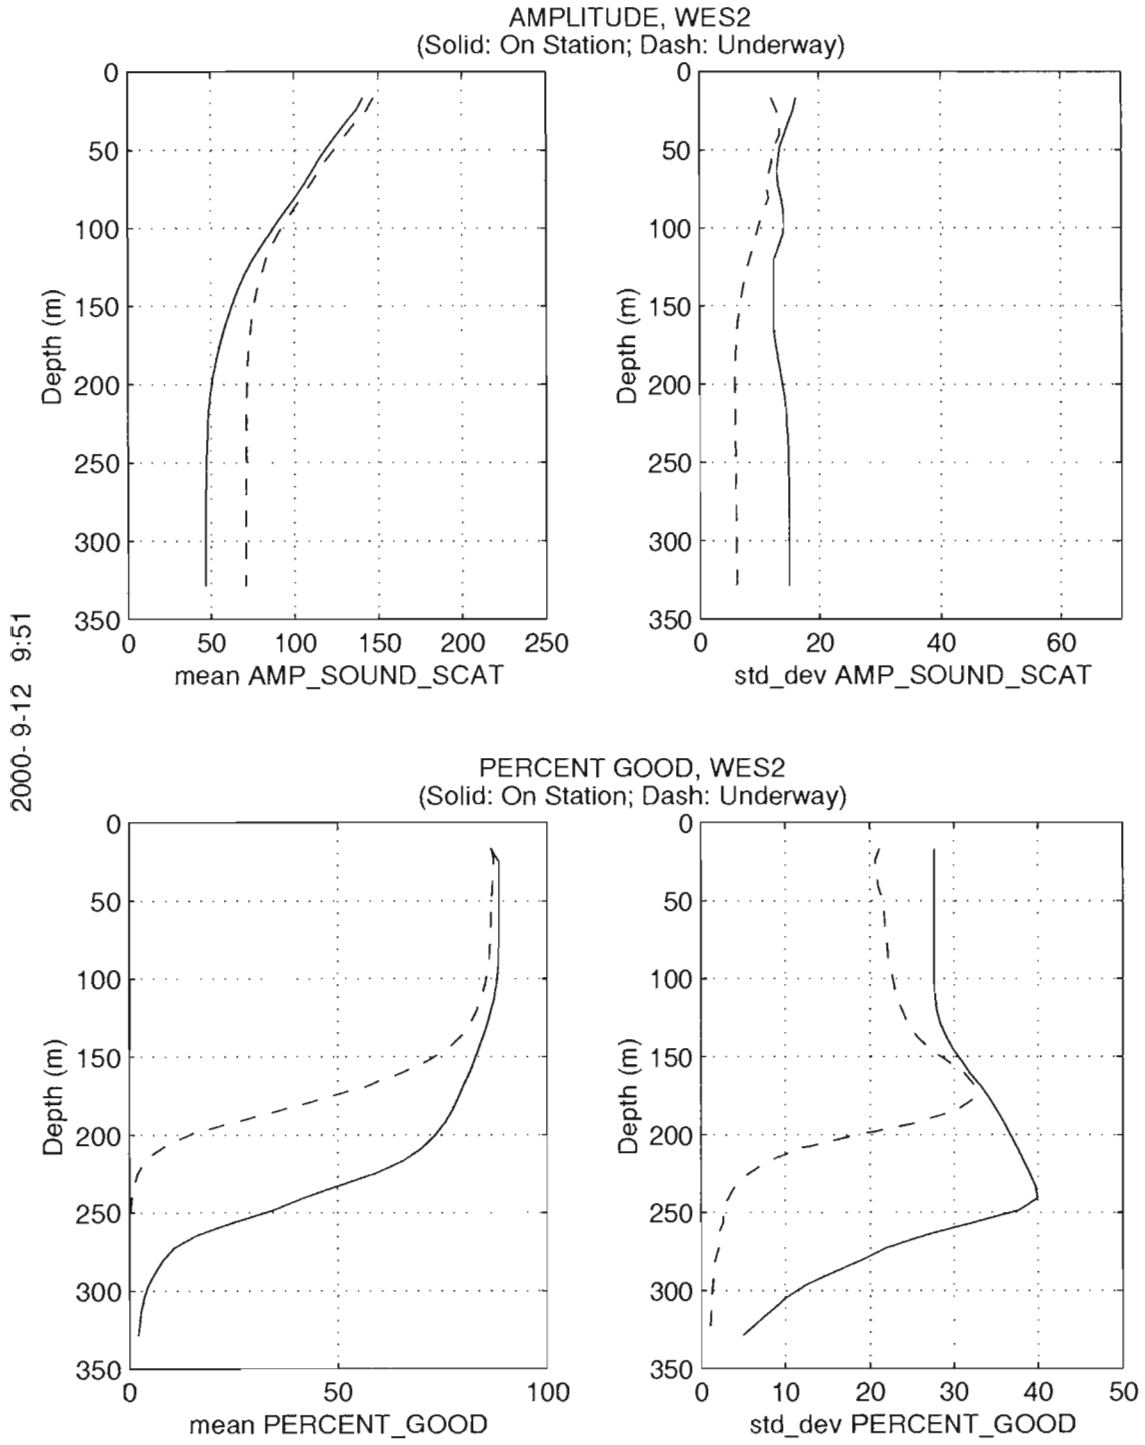 AMPLITUDE, WES2
(Solid: On Station; Dash: Underway)
0
50
100
150
200
250
300
350
Depth (m)
0 50 100 150 200 250
mean AMP_SOUND_SCAT
0
50
100
150
200
250
300
350
Depth (m)
0 20 40 60
std_dev AMP_SOUND_SCAT
2000- 9-12 9:51
PERCENT GOOD, WES2
(Solid: On Station; Dash: Underway)
0
50
100
150
200
250
300
350
Depth (m)
0 50 100
mean PERCENT_GOOD
0
50
100
150
200
250
300
350
Depth (m)
0 10 20 30 40 50
std_dev PERCENT_GOOD